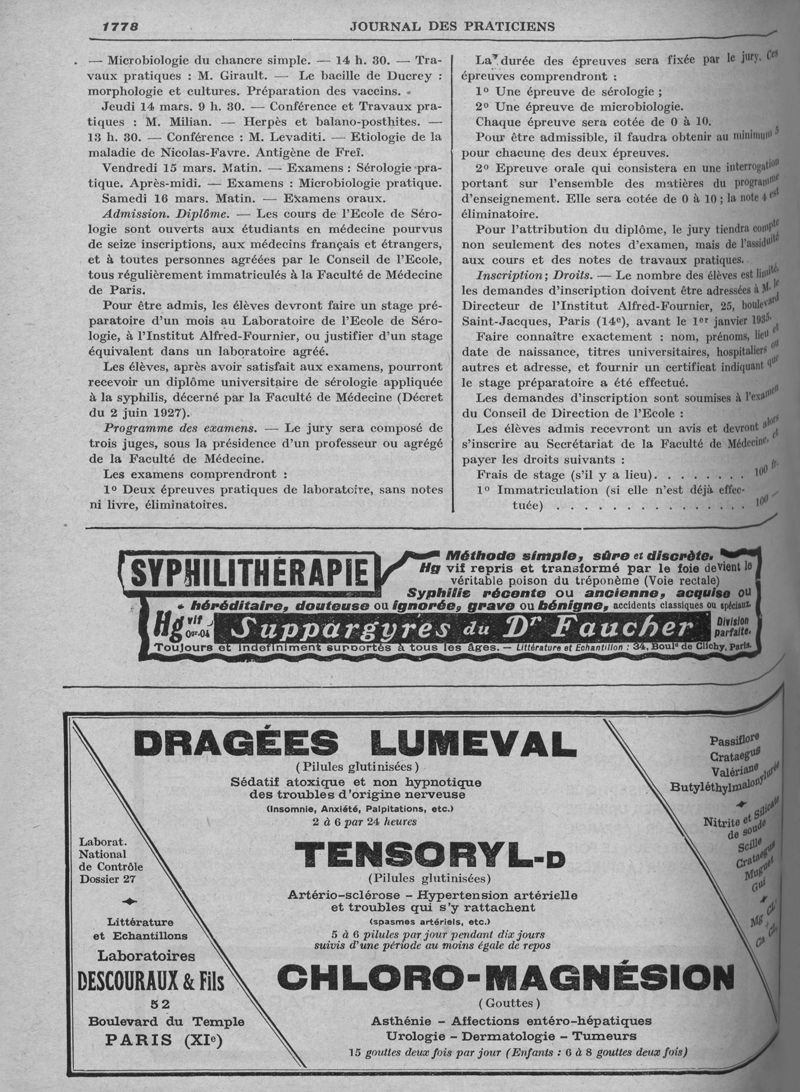 1778
JOURNAL DES PRATICIENS
— Microbiologie du chancre simple. — 14 h. 30. — Tra-
vaux pratiques : M. Girault. — Le bacille de Ducrey :
morphologie et cultures. Préparation des vaccins.
Jeudi 14 mars. 9 h. 30. — Conférence et Travaux pra-
tiques : M. Milian. — Herpès et balano-posthites. —
13 h. 30. — Conférence : M. Levaditi. — Etiologie de la
maladie de Nicolas-Favre. Antigène de Freï.
Vendredi 15 mars. Matin. — Examens : Sérologie pra-
tique. Après-midi. — Examens : Microbiologie pratique.
Samedi 16 mars. Matin. — Examens oraux.
Admission. Diplôme. — Les cours de l'Ecole de Séro-
logie sont ouverts aux étudiants en médecine pourvus
de seize inscriptions, aux médecins français et étrangers,
et à toutes personnes agréées par le Conseil de l'Ecole,
tous régulièrement immatriculés à la Faculté de Médecine
de Paris.
Pour être admis, les élèves devront faire un stage pré-
paratoire d'un mois au Laboratoire de l'Ecole de Séro-
logie, à l'Institut Alfred-Fournier, ou justifier d'un stage
équivalent dans un laboratoire agréé.
Les élèves, après avoir satisfait aux examens, pourront
recevoir un diplôme universitaire de sérologie appliquée
à la syphilis, décerné par la Faculté de Médecine (Décret
du 2 juin 1927).
Programme des examens. — Le jury sera composé de
trois juges, sous la présidence d'un professeur ou agrégé
de la Faculté de Médecine.
Les examens comprendront :
1º Deux épreuves pratiques de laboratoire, sans notes
ni livre, éliminatoires.
La durée des épreuves sera fixée par le jury. Ces
épreuves comprendront :
1º Une épreuve de sérologie ;
2º Une épreuve de microbiologie.
Chaque épreuve sera cotée de 0 à 10.
Pour être admissible, il faudra obtenir au minimum 5
pour chacune des deux épreuves.
2º Epreuve orale qui consistera en une interrogation
portant sur l'ensemble des matières du programme
d'enseignement. Elle sera cotée de 0 à 10 ; la note 4 est
éliminatoire.
Pour l'attribution du diplôme, le jury tiendra compte
non seulement des notes d'examen, mais de l'assiduité
aux cours et des notes de travaux pratiques.
Inscription ; Droits. — Le nombre des élèves est limité,
les demandes d'inscription doivent être adressées à M. le
Directeur de l'Institut Alfred-Fournier, 25, boulevard
Saint-Jacques, Paris (14e), avant le 1er janvier 1935.
Faire connaître exactement : nom, prénoms, lieu et
date de naissance, titres universitaires, hospitaliers ou
autres et adresse, et fournir un certificat indiquant que
le stage préparatoire a été effectué.
Les demandes d'inscription sont soumises à l'examen
du Conseil de Direction de l'Ecole :
Les élèves admis recevront un avis et devront alors
s'inscrire au Secrétariat de la Faculté de Médecine, et
payer les droits suivants :
Frais de stage (s'il y a lieu). . . . . . . . 100 fr.
1º Immatriculation (si elle n'est déjà effec-
tuée) . . . . . . . . . . . . . . . 100 —
SYPHILITHÉRAPIE
Méthode simple, sûre et discrète.
Hg vif repris et transformé par le foie devient le
véritable poison du tréponème (Voie rectale)
Syphilis récente ou ancienne, acquise ou
héréditaire, douteuse ou ignorée, grave ou bénigne, accidents classiques ou spéciaux.
Hg vif 0gr.04 Suppargyres du Dr Faucher Division parfaite.
Toujours et indéfiniment supportés à tous les âges. — Littérature et Echantillon : 34, Bould de Clichy, Paris.
DRAGÉES LUMEVAL
(Pilules glutinisées)
Sédatif atoxique et non hypnotique
des troubles d'origine nerveuse
(Insomnie, Anxiété, Palpitations, etc.)
2 à 6 par 24 heures
Passiflore
Crataegus
Valériane
Butyléthylmalonylurée
TENSORYL-D
(Pilules glutinisées)
Artério-sclérose - Hypertension artérielle
et troubles qui s'y rattachent
(spasmes artériels, etc.)
5 à 6 pilules par jour pendant dix jours
suivis d'une période au moins égale de repos
Nitrite et Silicate
de soude
Scille
Crataegus
Muguet
Gui
Laborat.
National
de Contrôle
Dossier 27
Littérature
et Echantillons
Laboratoires
DESCOURAUX & Fils
52
Boulevard du Temple
PARIS (XIe)
CHLORO-MAGNÉSION
(Gouttes)
Asthénie - Affections entéro-hépatiques
Urologie - Dermatologie - Tumeurs
15 gouttes deux fois par jour (Enfants : 6 à 8 gouttes deux fois)
Mg Cl²
Ca Cl²